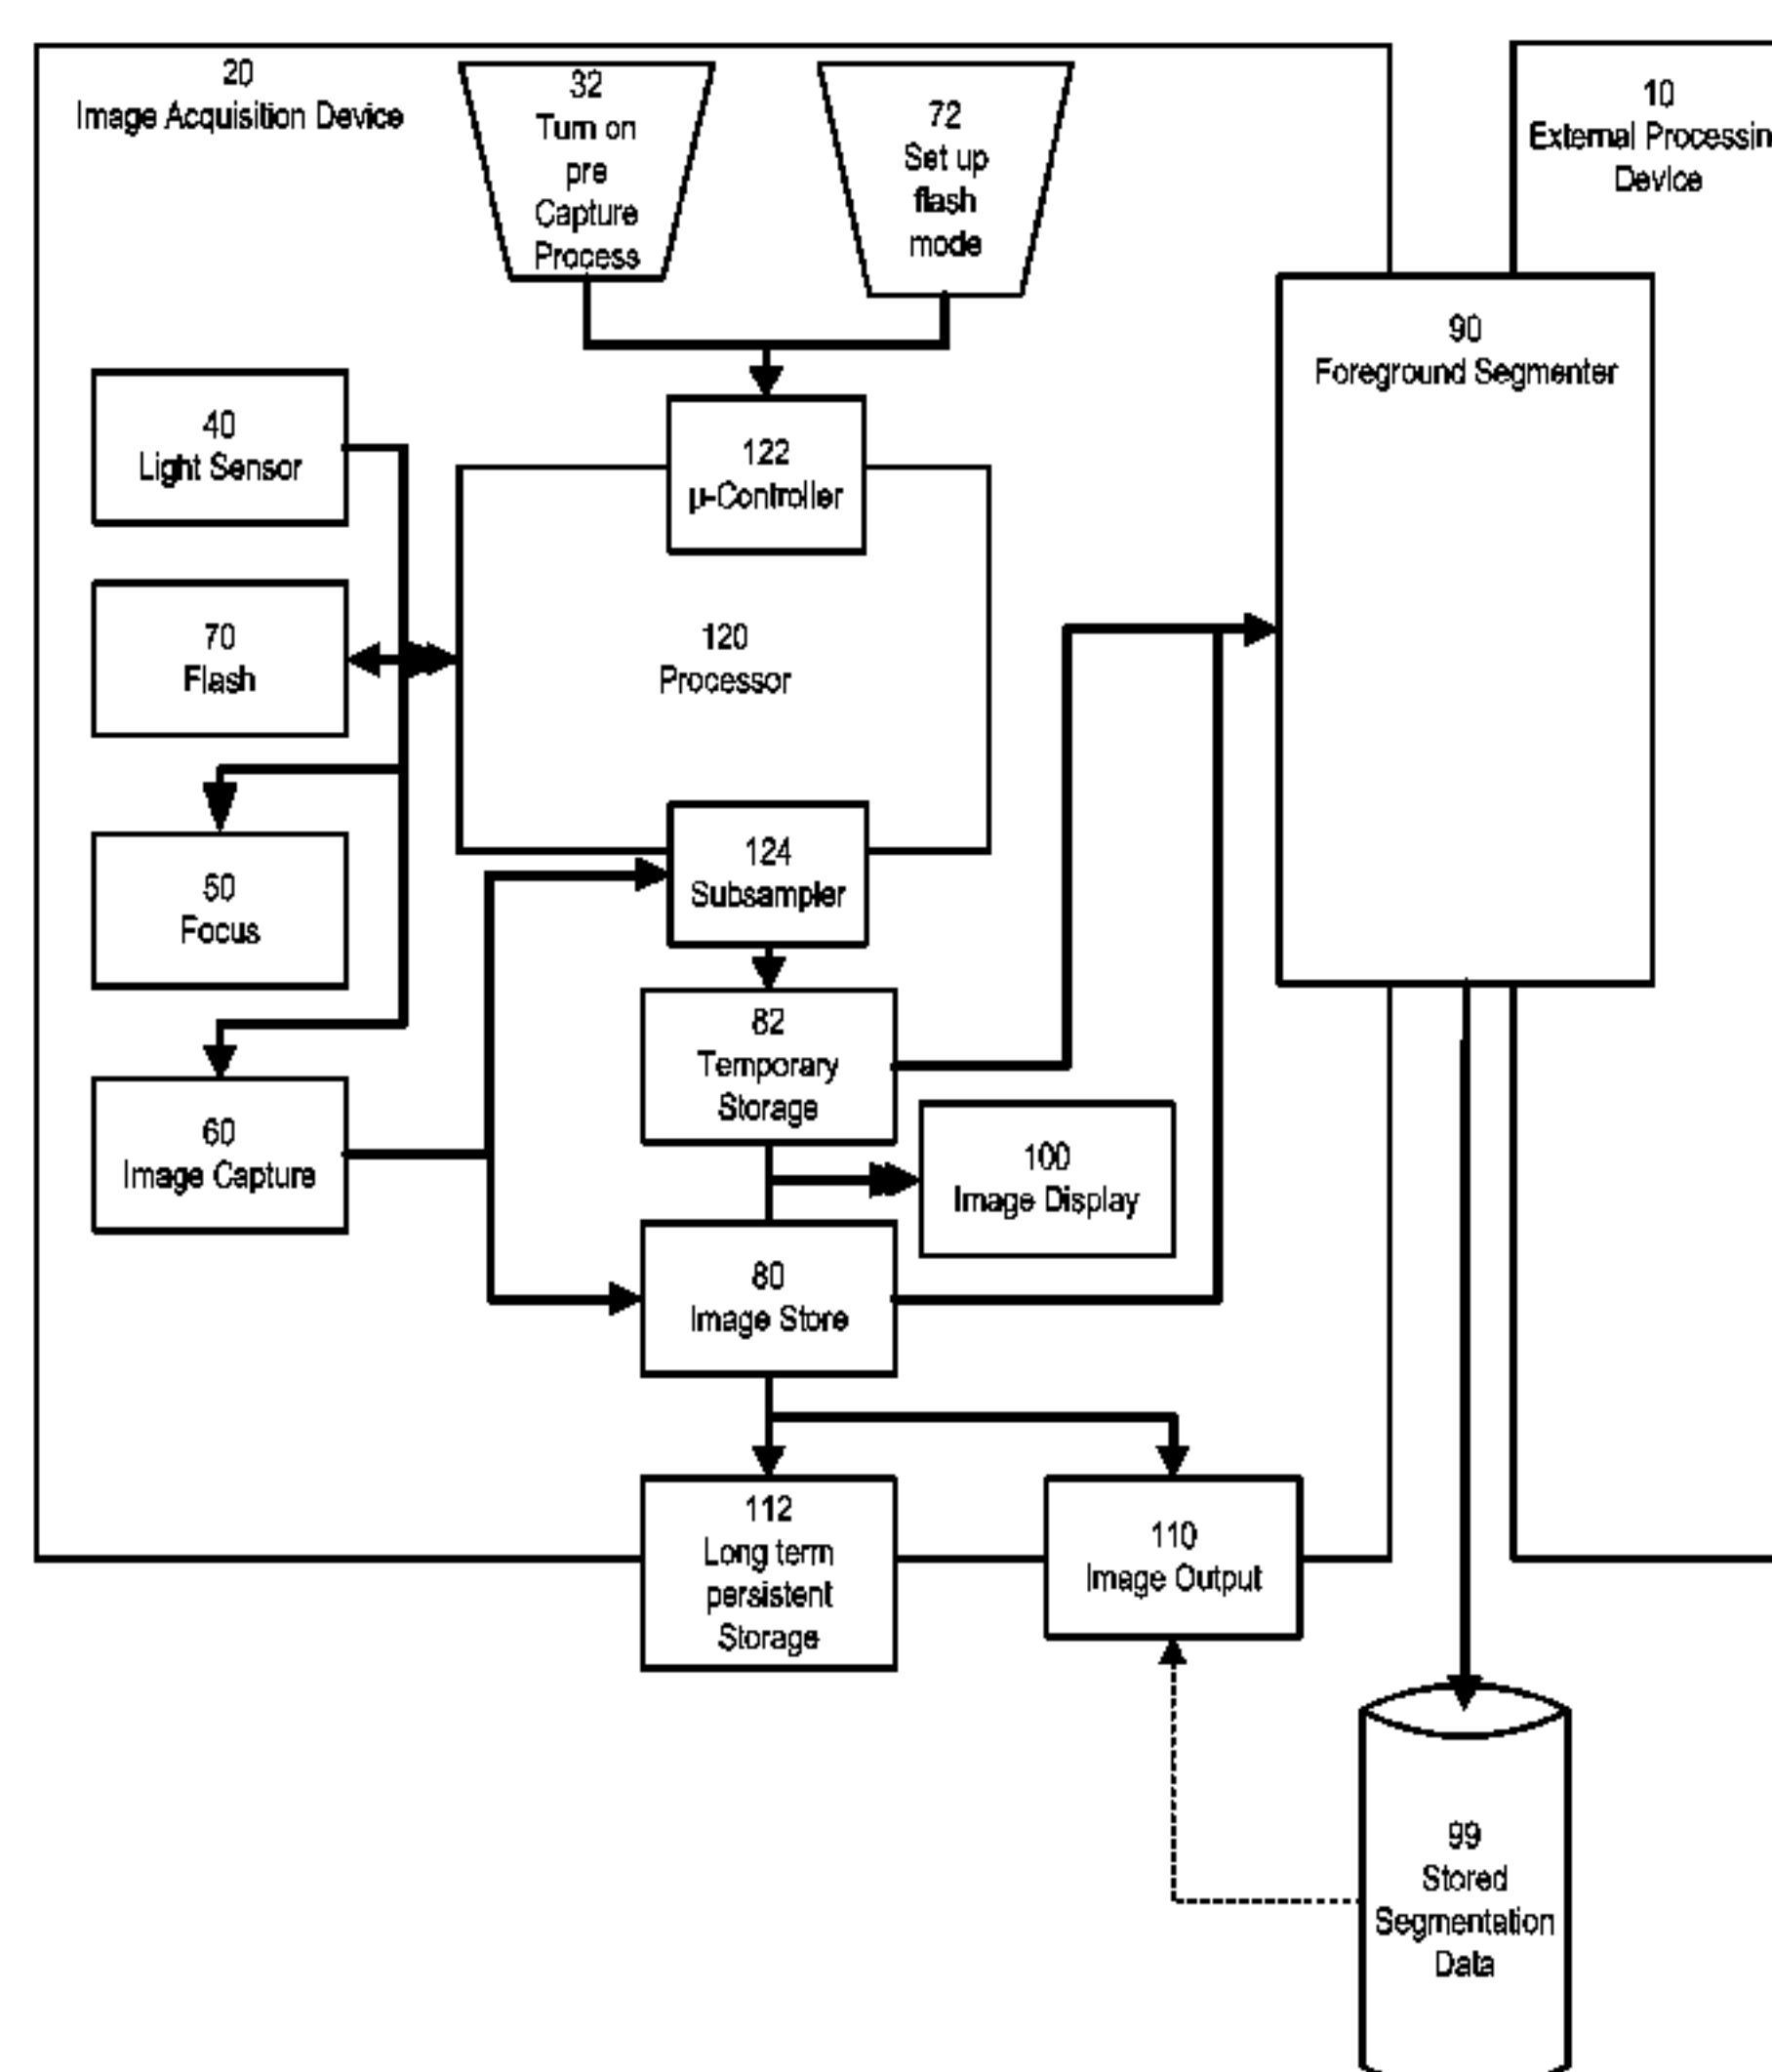 20
Image Acquisition Device
32
Turn on
pre
Capture
Process
72
Set up
flash
mode
10
External Processin
Device
90
Foreground Segmenter
40
Light Sensor
122
µ-Controller
70
Flash
120
Processor
50
Focus
124
Subsampler
82
Temporary
Storage
60
Image Capture
100
Image Display
80
Image Store
112
Long term
persistent
Storage
110
Image Output
99
Stored
Segmentation
Data